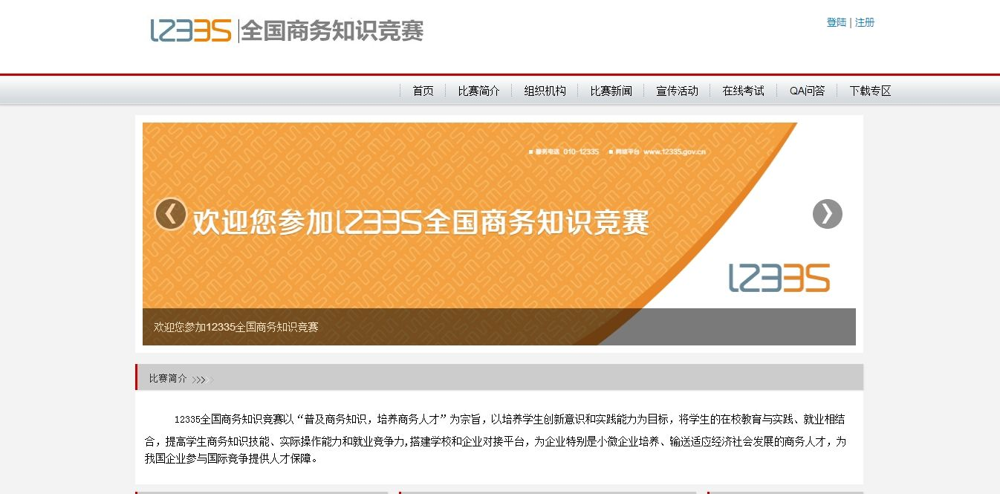 12335 全国商务知识竞赛
登陆 | 注册
首页 比赛简介 组织机构 比赛新闻 宣传活动 在线考试 QA问答 下载专区
服务电话 010-12335 网络平台 www.12335.gov.cn
欢迎您参加12335全国商务知识竞赛
12335
欢迎您参加12335全国商务知识竞赛
比赛简介
12335全国商务知识竞赛以“普及商务知识，培养商务人才”为宗旨，以培养学生创新意识和实践能力为目标，将学生的在校教育与实践、就业相结
合，提高学生商务知识技能、实际操作能力和就业竞争力,搭建学校和企业对接平台，为企业特别是小微企业培养、输送适应经济社会发展的商务人才，为
我国企业参与国际竞争提供人才保障。